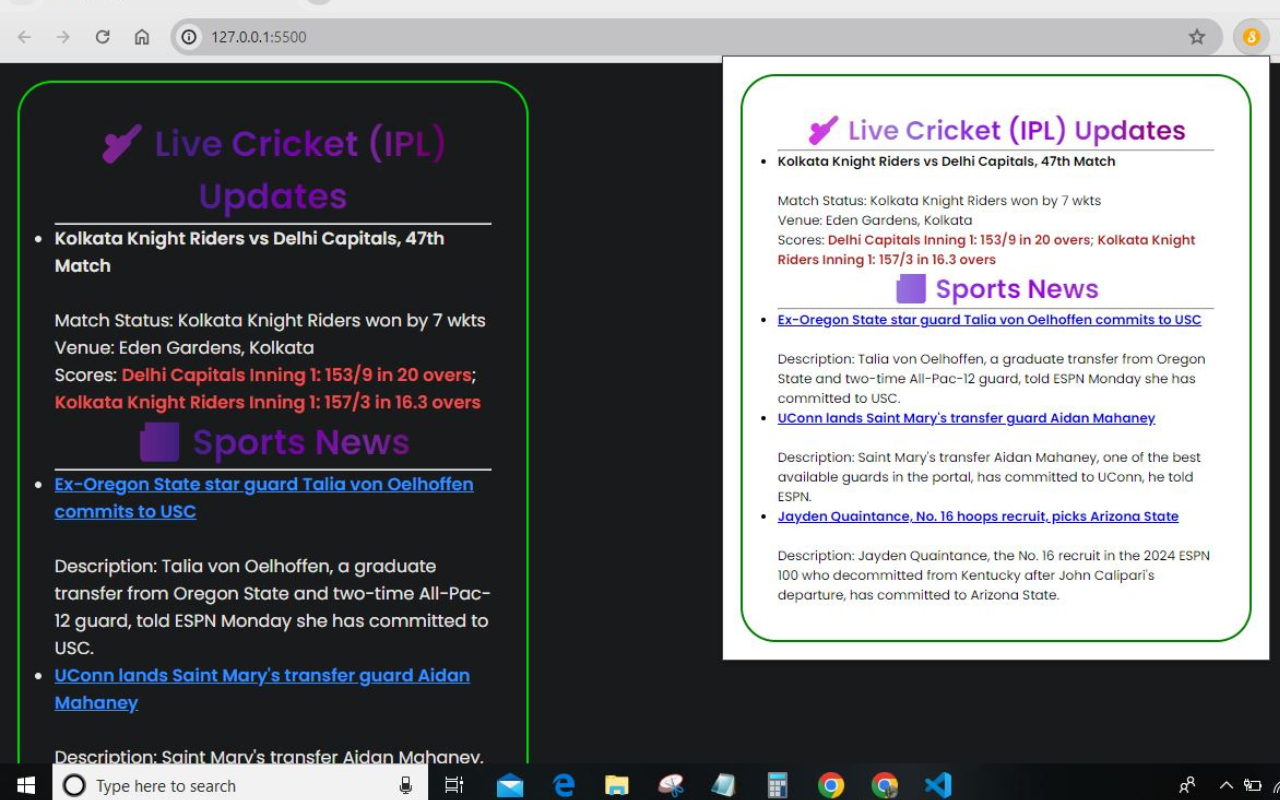 127.0.0.1:5500
Live Cricket (IPL)
Updates
Kolkata Knight Riders vs Delhi Capitals, 47th
Match
Match Status: Kolkata Knight Riders won by 7 wkts
Venue: Eden Gardens, Kolkata
Scores: Delhi Capitals Inning 1: 153/9 in 20 overs;
Kolkata Knight Riders Inning 1: 157/3 in 16.3 overs
Sports News
Ex-Oregon State star guard Talia von Oelhoffen
commits to USC
Description: Talia von Oelhoffen, a graduate
transfer from Oregon State and two-time All-Pac-
12 guard, told ESPN Monday she has committed to
USC.
UConn lands Saint Mary's transfer guard Aidan
Mahaney
Description: Saint Mary's transfer Aidan Mahaney,
Live Cricket (IPL) Updates
Kolkata Knight Riders vs Delhi Capitals, 47th Match
Match Status: Kolkata Knight Riders won by 7 wkts
Venue: Eden Gardens, Kolkata
Scores: Delhi Capitals Inning 1: 153/9 in 20 overs; Kolkata Knight
Riders Inning 1: 157/3 in 16.3 overs
Sports News
Ex-Oregon State star guard Talia von Oelhoffen commits to USC
Description: Talia von Oelhoffen, a graduate transfer from Oregon
State and two-time All-Pac-12 guard, told ESPN Monday she has
committed to USC.
UConn lands Saint Mary's transfer guard Aidan Mahaney
Description: Saint Mary's transfer Aidan Mahaney, one of the best
available guards in the portal, has committed to UConn, he told
ESPN.
Jayden Quaintance, No. 16 hoops recruit, picks Arizona State
Description: Jayden Quaintance, the No. 16 recruit in the 2024 ESPN
100 who decommitted from Kentucky after John Calipari's
departure, has committed to Arizona State.
Type here to search